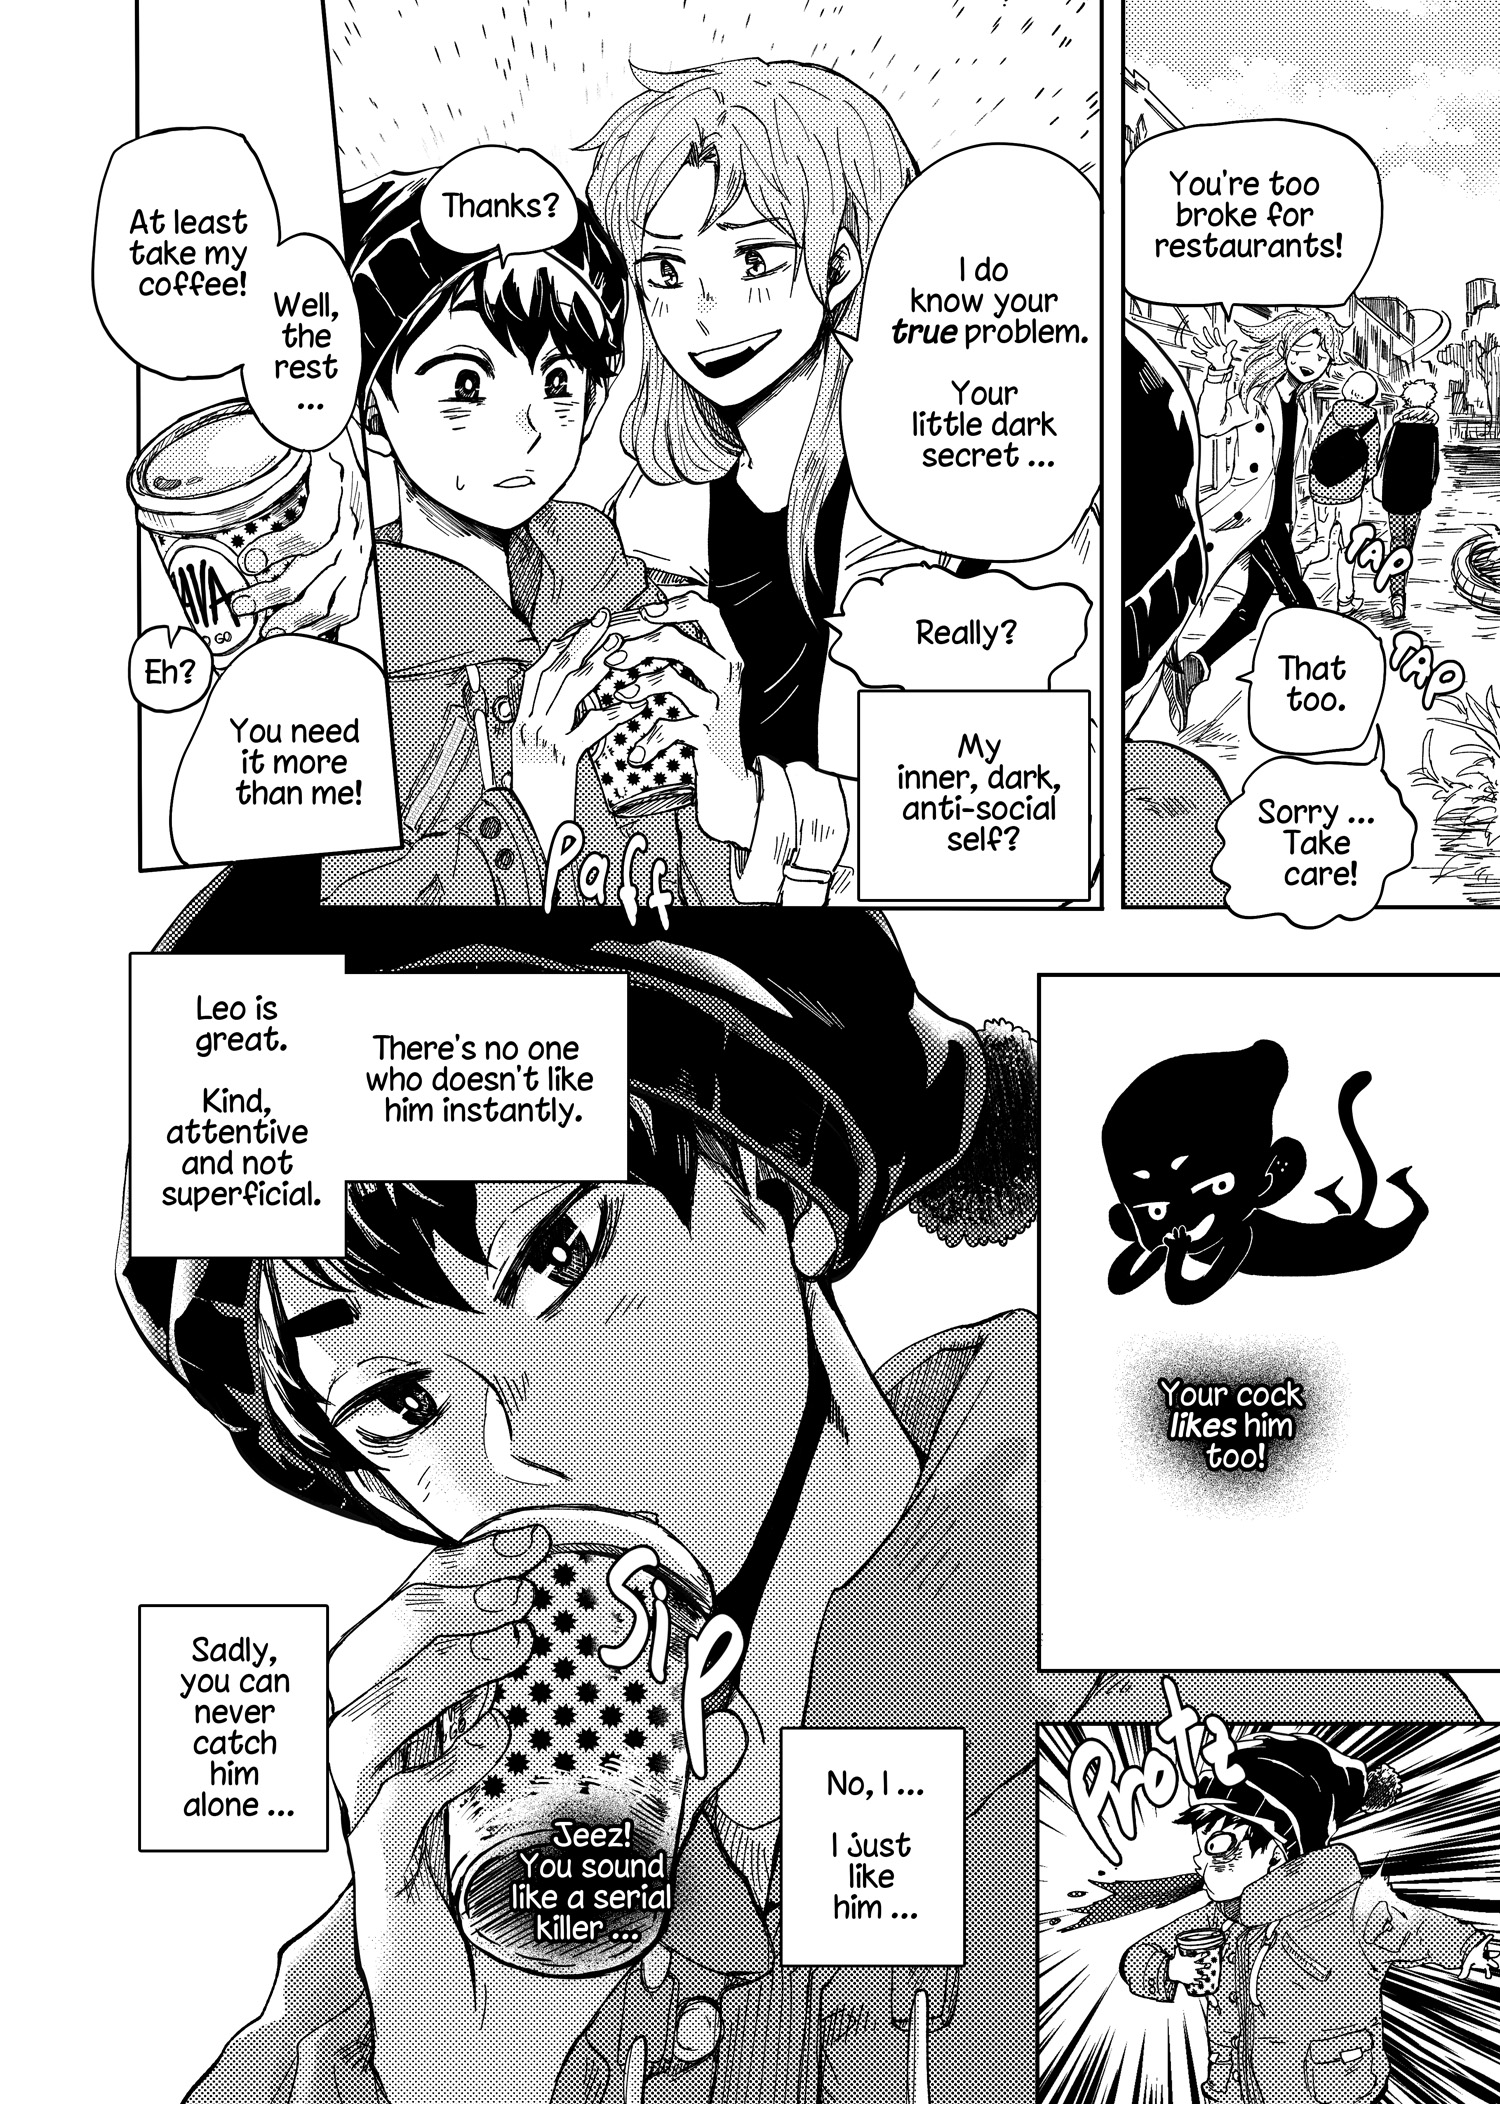 At least
take my
coffee!
Well,
the
rest
...
Eh?
You need
it more
than me!
Thanks?
I do
know your
true problem.
Your
little dark
secret ...
Really?
My
inner, dark,
anti-social
self?
Paff
You're too
broke for
restaurants!
TAP
TAP
That
too.
Sorry ...
Take
care!
Leo is
great.
Kind,
attentive
and not
superficial.
There's no one
who doesn't like
him instantly.
Sadly,
you can
never
catch
him
alone ...
SiP
Jeez!
You sound
like a serial
killer ...
No, I ...
I just
like
him ...
Your cock
likes him
too!
Protz